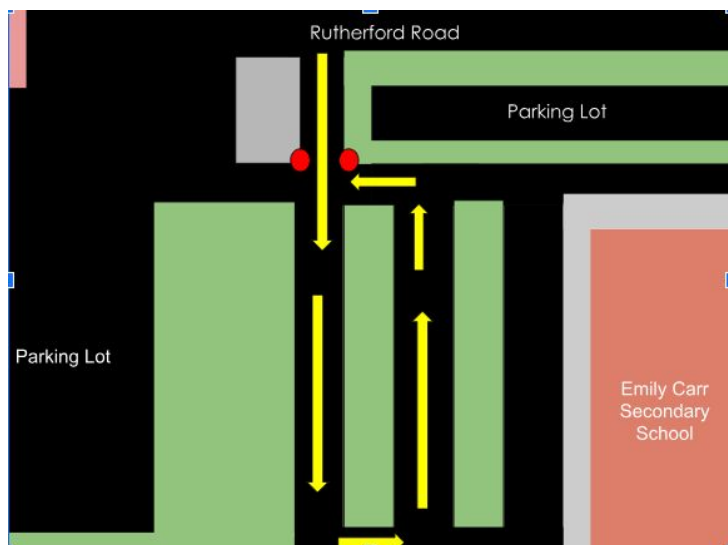 Rutherford Road
Parking Lot
Parking Lot
Emily Carr
Secondary
School